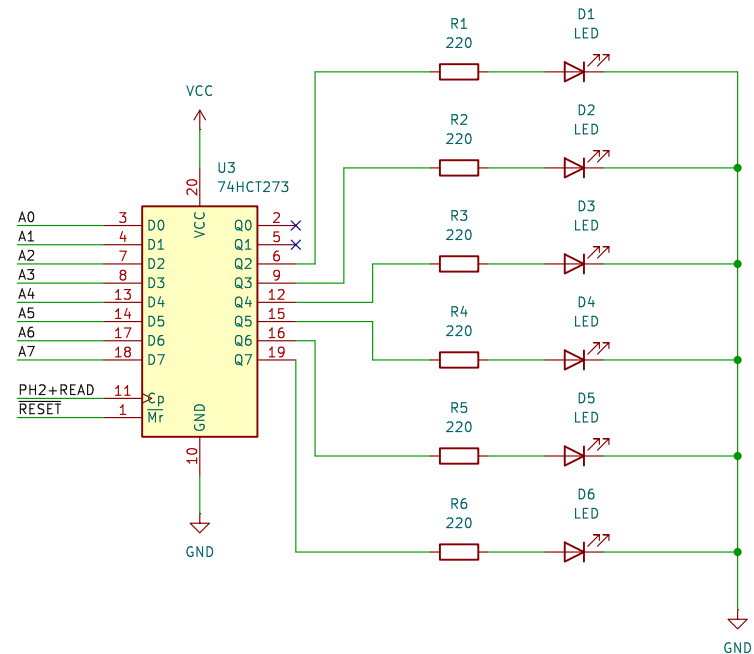 D1
LED
R1
220
VCC
D2
LED
R2
220
U3
74HCT273
20
VCC
D3
LED
R3
220
A0 3 D0 Q0 2
A1 4 D1 Q1 5
A2 7 D2 Q2 6
A3 8 D3 Q3 9
A4 13 D4 Q4 12
A5 14 D5 Q5 15
A6 17 D6 Q6 16
A7 18 D7 Q7 19
D4
LED
R4
220
PH2+READ 11 Cp
RESET 1 Mr
GND
10
D5
LED
R5
220
GND
D6
LED
R6
220
GND